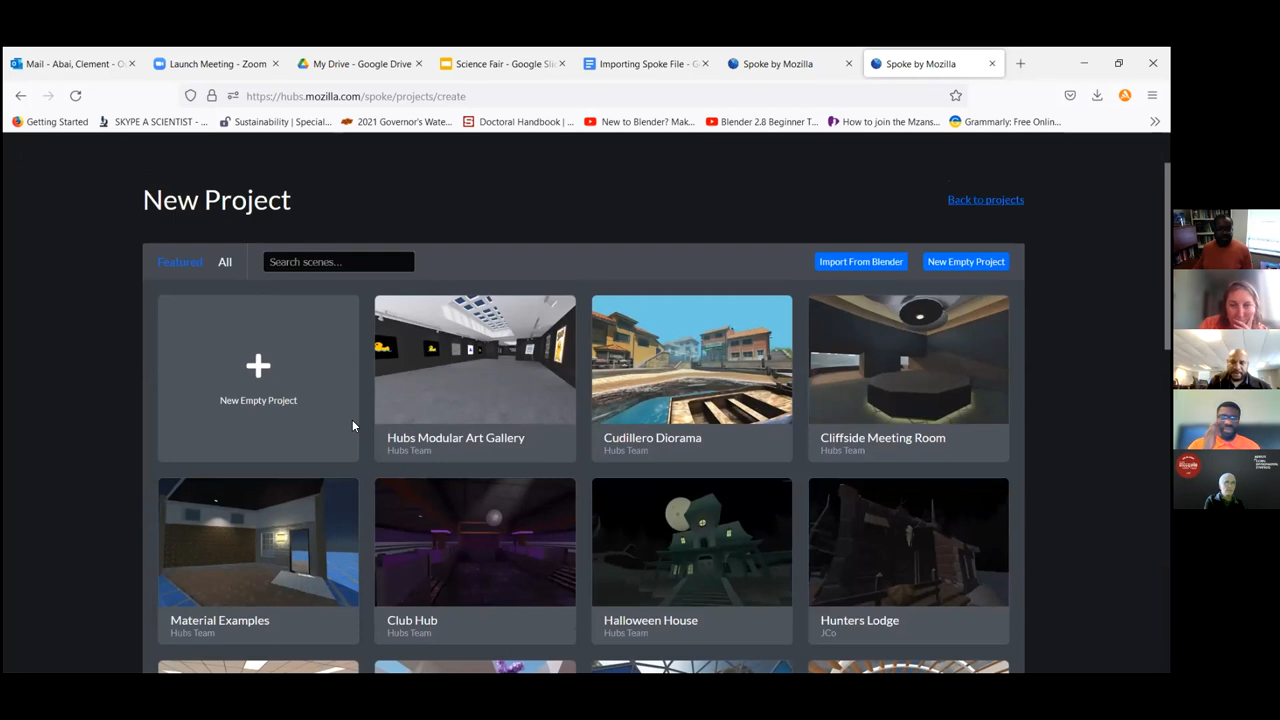 Mail - Abai, Clement - O
Launch Meeting - Zoom
My Drive - Google Drive
Science Fair - Google Slid
Importing Spoke File - G
Spoke by Mozilla
Spoke by Mozilla
https://hubs.mozilla.com/spoke/projects/create
Getting Started
SKYPE A SCIENTIST - ...
Sustainability | Special...
2021 Governor's Wate...
Doctoral Handbook | ...
New to Blender? Mak...
Blender 2.8 Beginner T...
How to join the Mzans...
Grammarly: Free Onlin...
New Project
Back to projects
Featured
All
Search scenes...
Import From Blender
New Empty Project
New Empty Project
Hubs Modular Art Gallery
Hubs Team
Cudillero Diorama
Hubs Team
Cliffside Meeting Room
Hubs Team
Material Examples
Hubs Team
Club Hub
Hubs Team
Halloween House
Hubs Team
Hunters Lodge
JCo